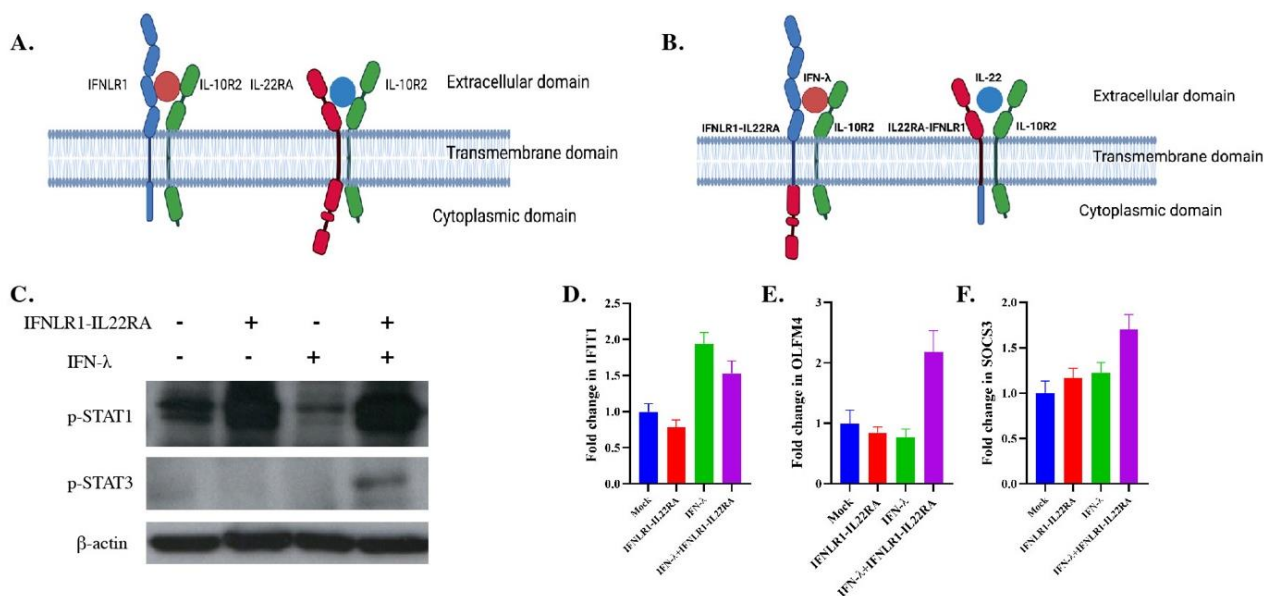 A.
IFNLR1
IL-10R2 IL-22RA
IL-10R2
Extracellular domain
Transmembrane domain
Cytoplasmic domain
B.
IFN-λ
IL-22
Extracellular domain
IFNLR1-IL22RA
IL-10R2
IL22RA-IFNLR1
IL-10R2
Transmembrane domain
Cytoplasmic domain
C.
IFNLR1-IL22RA - + - +
IFN-λ - - + +
p-STAT1
p-STAT3
β-actin
D.
Fold change in IFIT1
2.5
2.0
1.5
1.0
0.5
0.0
Mock
IFNLR1-IL22RA
IFN-λ
IFN-λ+IFNLR1-IL22RA
E.
Fold change in OLFM4
3
2
1
0
Mock
IFNLR1-IL22RA
IFN-λ
IFN-λ+IFNLR1-IL22RA
F.
Fold change in SOCS3
2.0
1.5
1.0
0.5
0.0
Mock
IFNLR1-IL22RA
IFN-λ
IFN-λ+IFNLR1-IL22RA